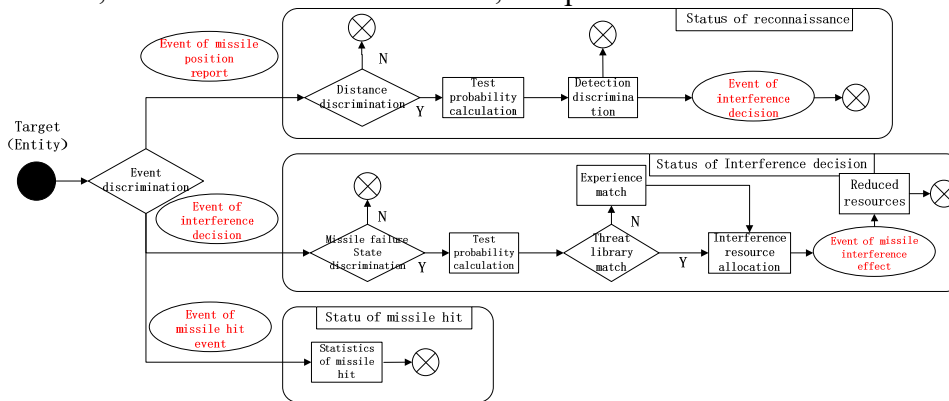 Status of reconnaissance
Event of missile
position
report
N
Distance
discrimination
Y
Test
probability
calculation
Detection
discrimina
tion
Event of
interference
decision
Target
(Entity)
Event
discrimination
Status of Interference decision
Event of
interference
decision
N
Missile failure
State
discrimination
Y
Test
probability
calculation
Experience
match
N
Threat
library
match
Y
Interference
resource
allocation
Reduced
resources
Event of missile
interference
effect
Event of
missile hit
event
Statu of missile hit
Statistics
of missile
hit